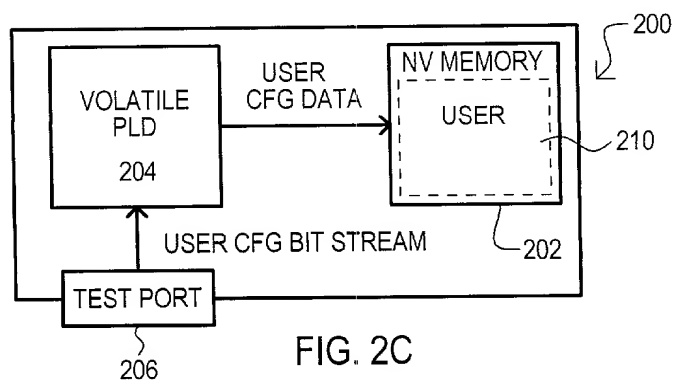 200
NV MEMORY
USER
CFG DATA
VOLATILE
PLD
204
USER
210
USER CFG BIT STREAM
202
TEST PORT
206
FIG. 2C